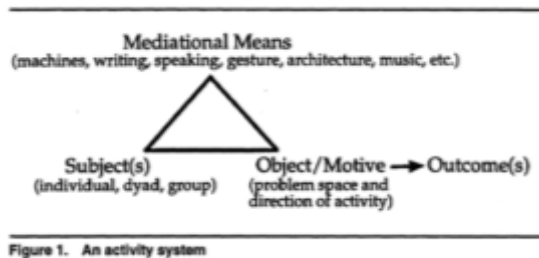 Mediational Means
(machines, writing, speaking, gesture, architecture, music, etc.)
Subject(s)
(individual, dyad, group)
Object/Motive → Outcome(s)
(problem space and
direction of activity)
Figure 1. An activity system